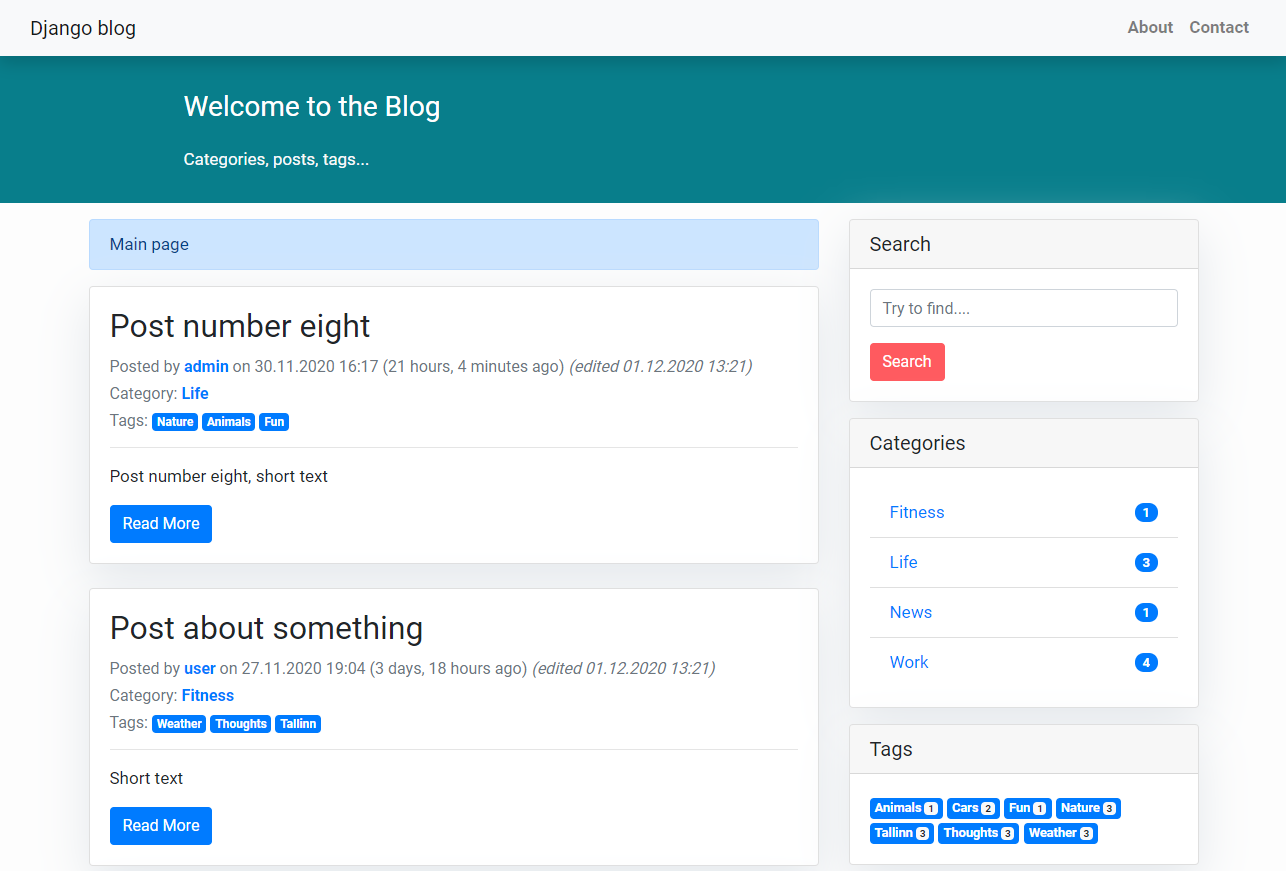 Django blog
About Contact
Welcome to the Blog
Categories, posts, tags...
Main page
Post number eight
Posted by admin on 30.11.2020 16:17 (21 hours, 4 minutes ago) (edited 01.12.2020 13:21)
Category: Life
Tags: Nature Animals Fun
Post number eight, short text
Read More
Post about something
Posted by user on 27.11.2020 19:04 (3 days, 18 hours ago) (edited 01.12.2020 13:21)
Category: Fitness
Tags: Weather Thoughts Tallinn
Short text
Read More
Search
Try to find....
Search
Categories
Fitness 1
Life 3
News 1
Work 4
Tags
Animals 1 Cars 2 Fun 1 Nature 3
Tallinn 3 Thoughts 3 Weather 3